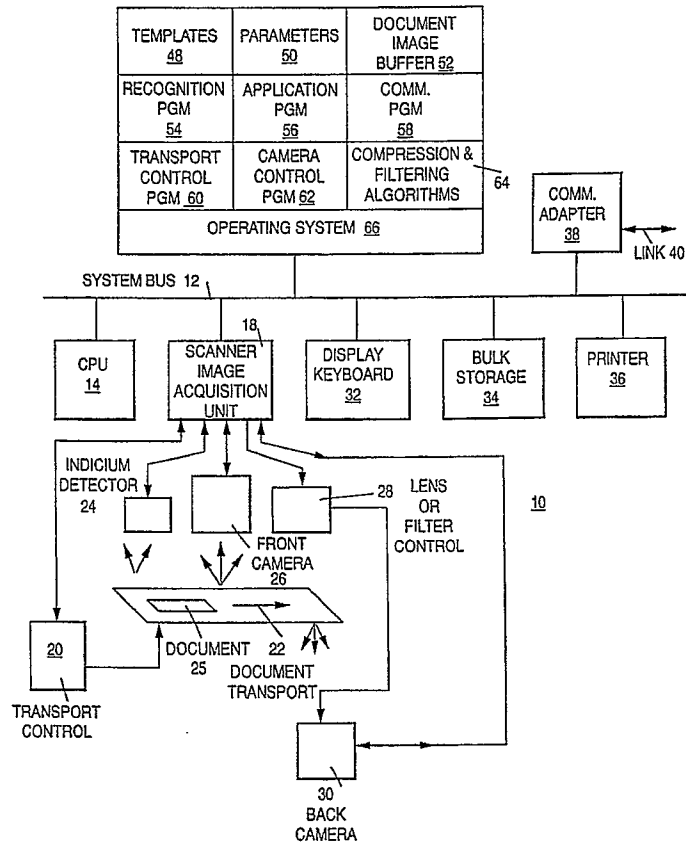 TEMPLATES
48
PARAMETERS
50
DOCUMENT
IMAGE
BUFFER 52
RECOGNITION
PGM
54
APPLICATION
PGM
56
COMM.
PGM
58
TRANSPORT
CONTROL
PGM 60
CAMERA
CONTROL
PGM 62
COMPRESSION &
FILTERING
ALGORITHMS
64
OPERATING SYSTEM 66
COMM.
ADAPTER
38
LINK 40
SYSTEM BUS 12
18
CPU
14
SCANNER
IMAGE
ACQUISITION
UNIT
DISPLAY
KEYBOARD
32
BULK
STORAGE
34
PRINTER
36
INDICIUM
DETECTOR
24
FRONT
CAMERA
26
28
LENS
OR
FILTER
CONTROL
10
DOCUMENT
25
22
DOCUMENT
TRANSPORT
20
TRANSPORT
CONTROL
30
BACK
CAMERA